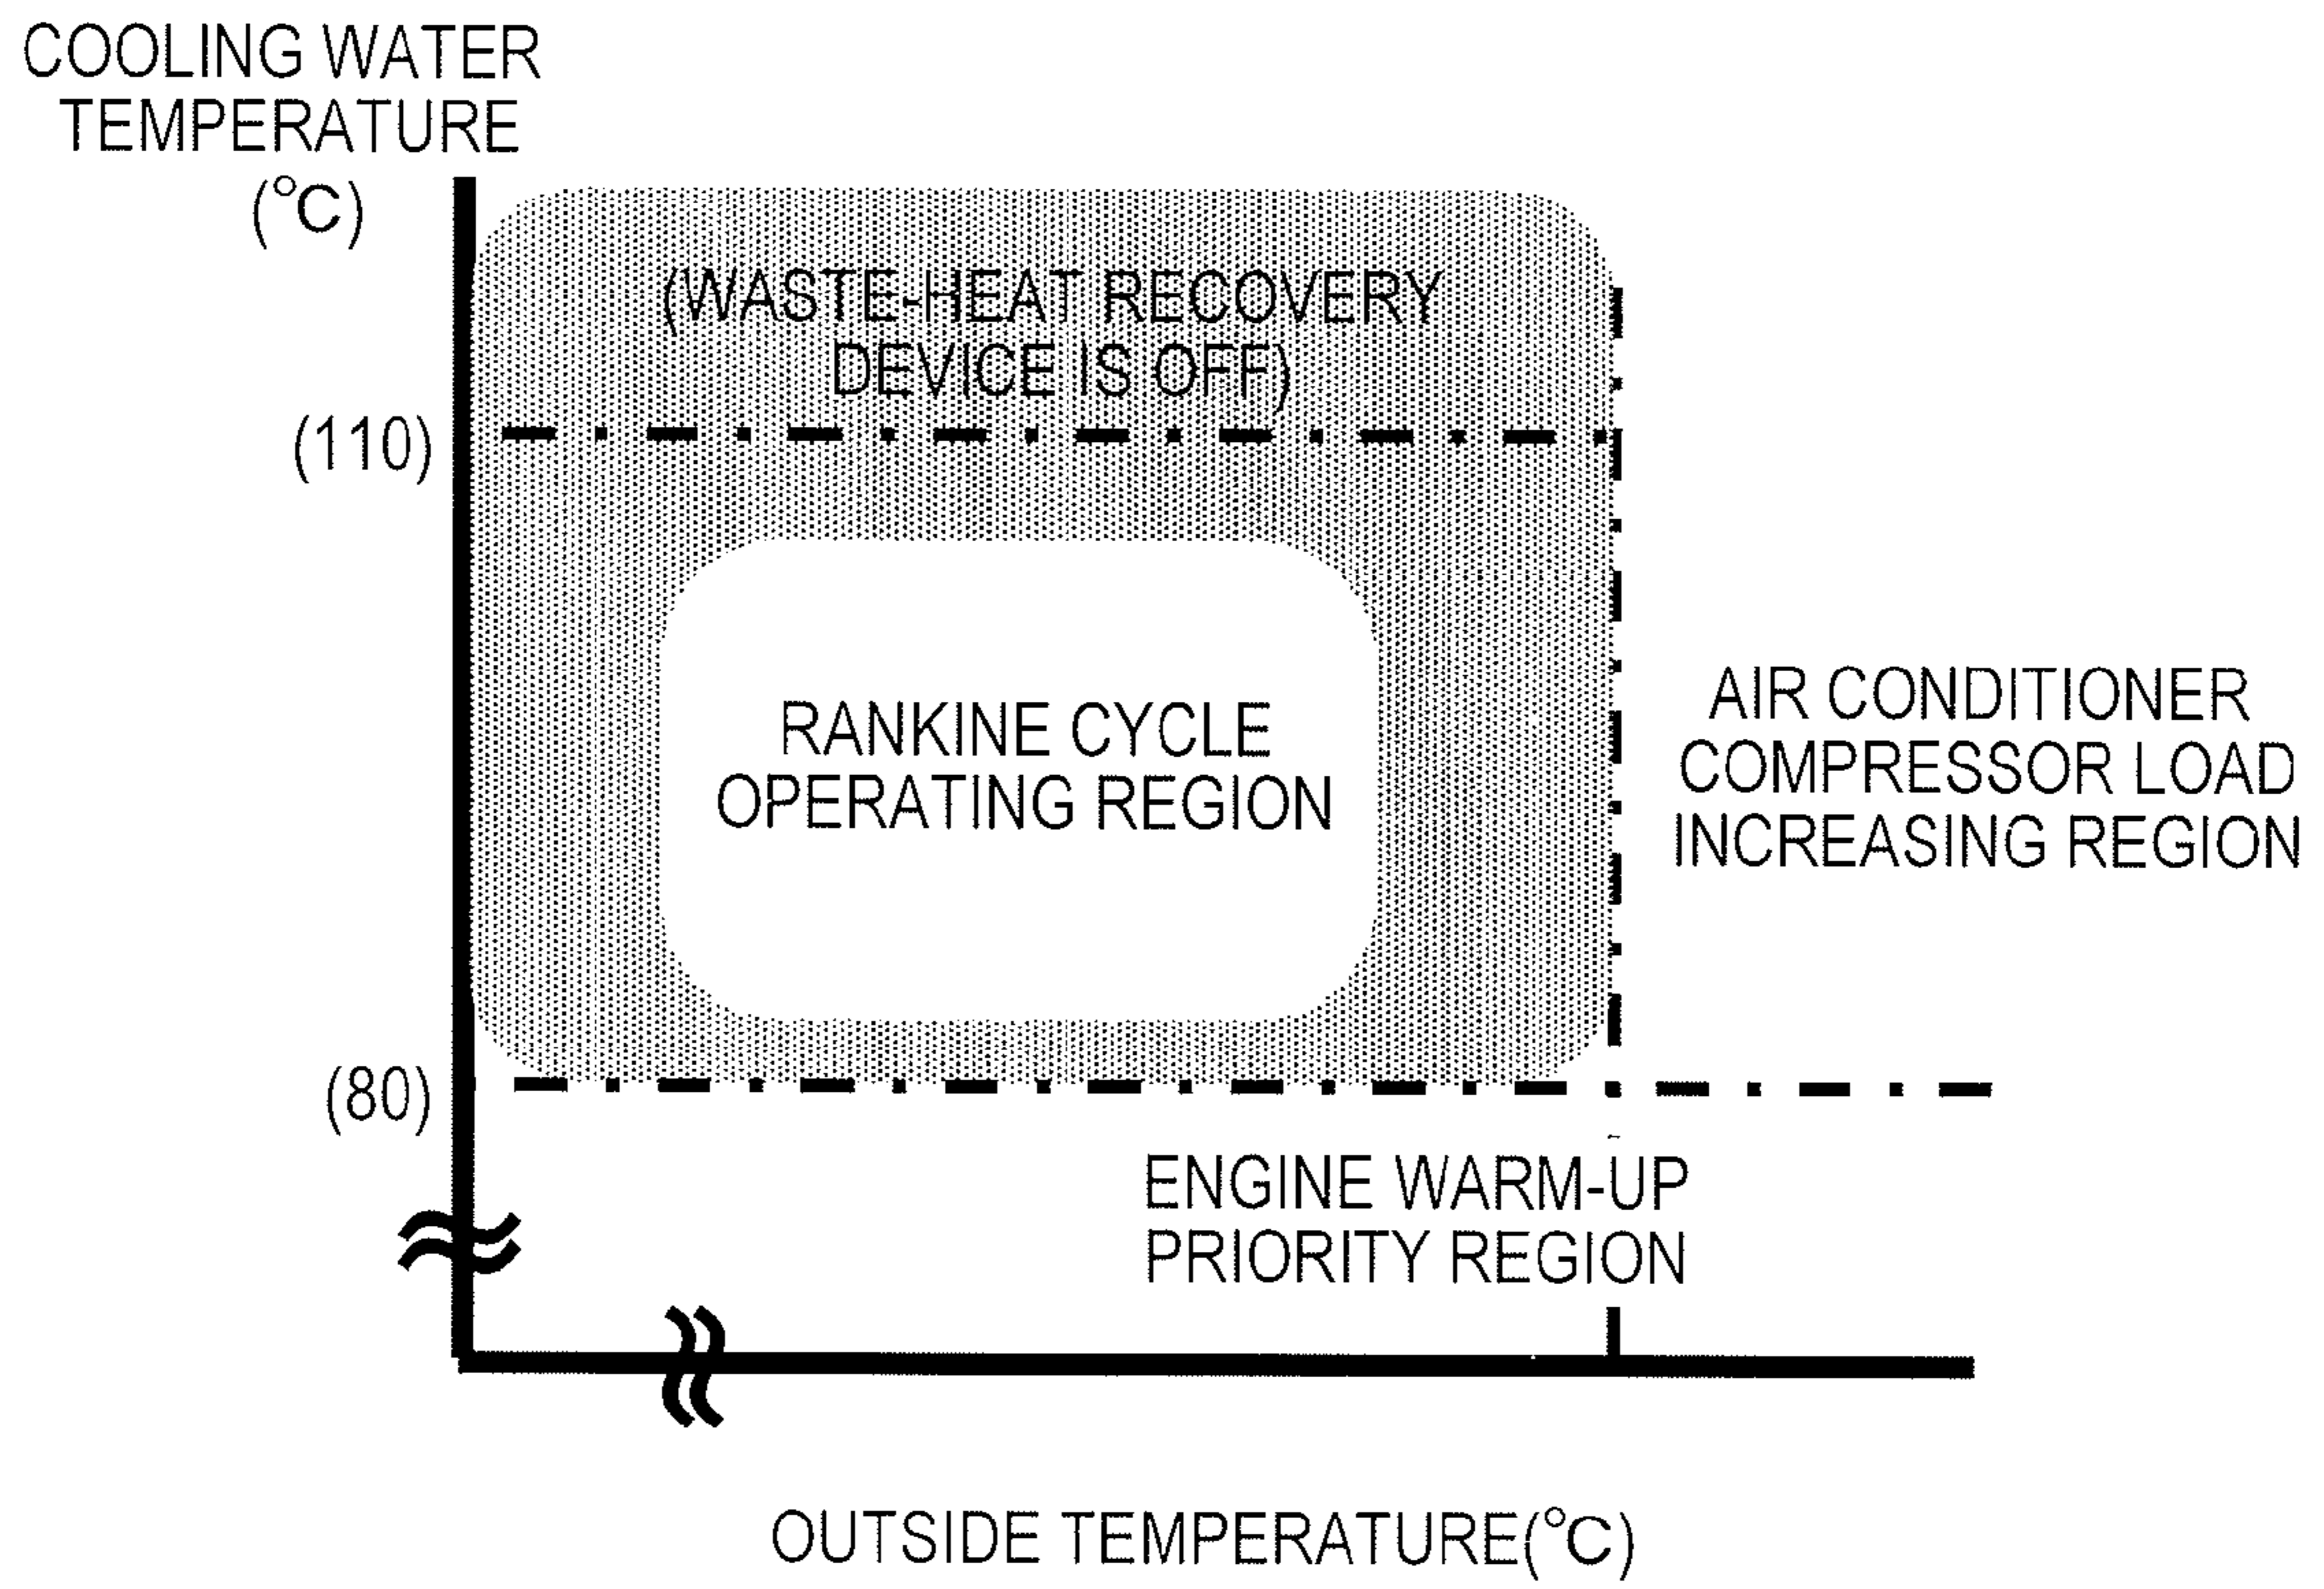 COOLING WATER
TEMPERATURE
(°C)
(WASTE-HEAT RECOVERY
DEVICE IS OFF)
(110)
RANKINE CYCLE
OPERATING REGION
AIR CONDITIONER
COMPRESSOR LOAD
INCREASING REGION
(80)
ENGINE WARM-UP
PRIORITY REGION
OUTSIDE TEMPERATURE(°C)